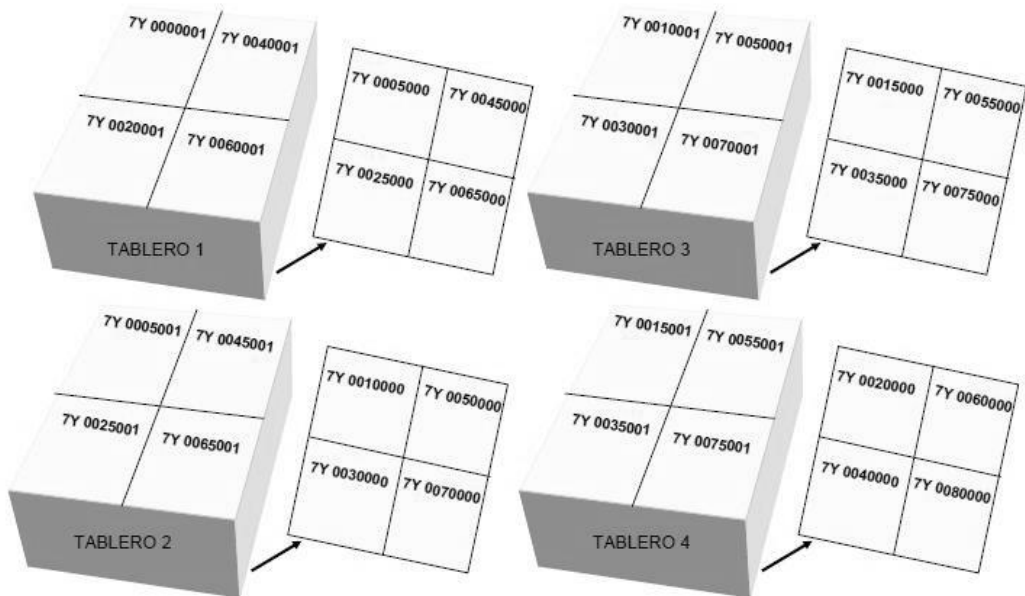 7Y 0000001
7Y 0040001
7Y 0020001
7Y 0060001
TABLERO 1
7Y 0005000
7Y 0045000
7Y 0025000
7Y 0065000
7Y 0010001
7Y 0050001
7Y 0030001
7Y 0070001
TABLERO 3
7Y 0015000
7Y 0055000
7Y 0035000
7Y 0075000
7Y 0005001
7Y 0045001
7Y 0025001
7Y 0065001
TABLERO 2
7Y 0010000
7Y 0050000
7Y 0030000
7Y 0070000
7Y 0015001
7Y 0055001
7Y 0035001
7Y 0075001
TABLERO 4
7Y 0020000
7Y 0060000
7Y 0040000
7Y 0080000